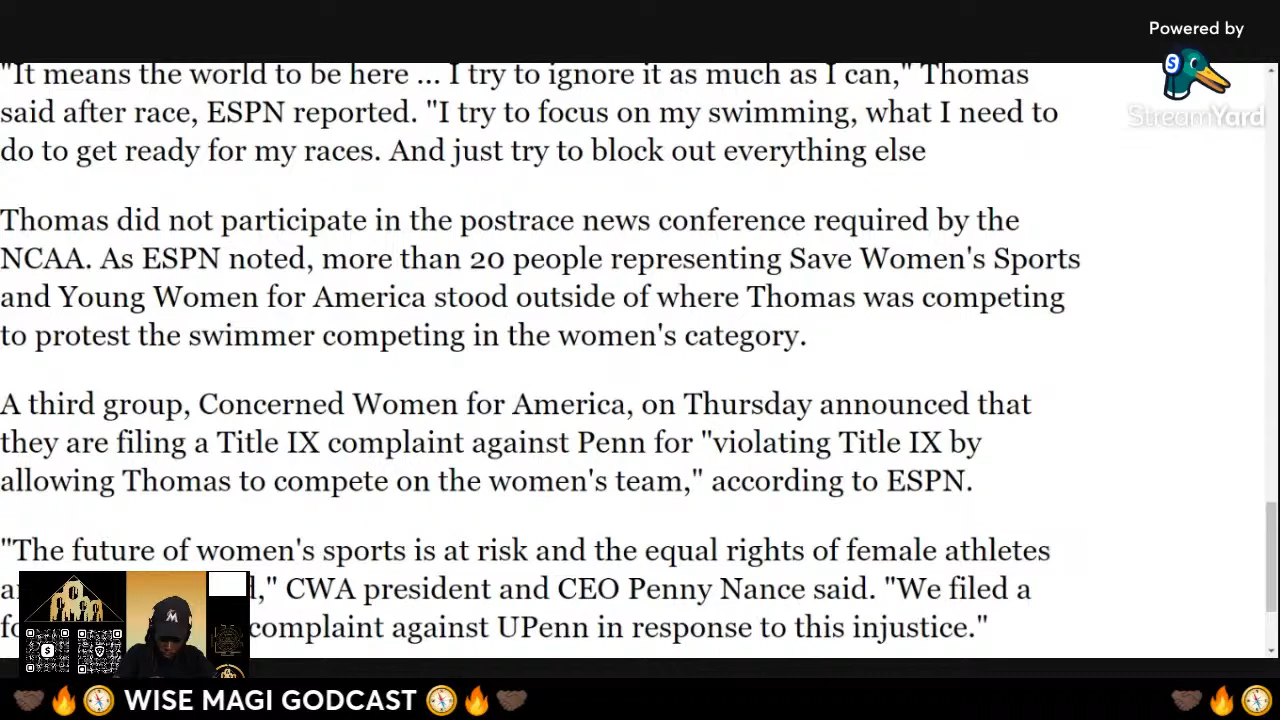 Powered by
StreamYard
"It means the world to be here ... I try to ignore it as much as I can," Thomas
said after race, ESPN reported. "I try to focus on my swimming, what I need to
do to get ready for my races. And just try to block out everything else
Thomas did not participate in the postrace news conference required by the
NCAA. As ESPN noted, more than 20 people representing Save Women's Sports
and Young Women for America stood outside of where Thomas was competing
to protest the swimmer competing in the women's category.
A third group, Concerned Women for America, on Thursday announced that
they are filing a Title IX complaint against Penn for "violating Title IX by
allowing Thomas to compete on the women's team," according to ESPN.
"The future of women's sports is at risk and the equal rights of female athletes
CWA president and CEO Penny Nance said. "We filed a
complaint against UPenn in response to this injustice."
WISE MAGI GODCAST